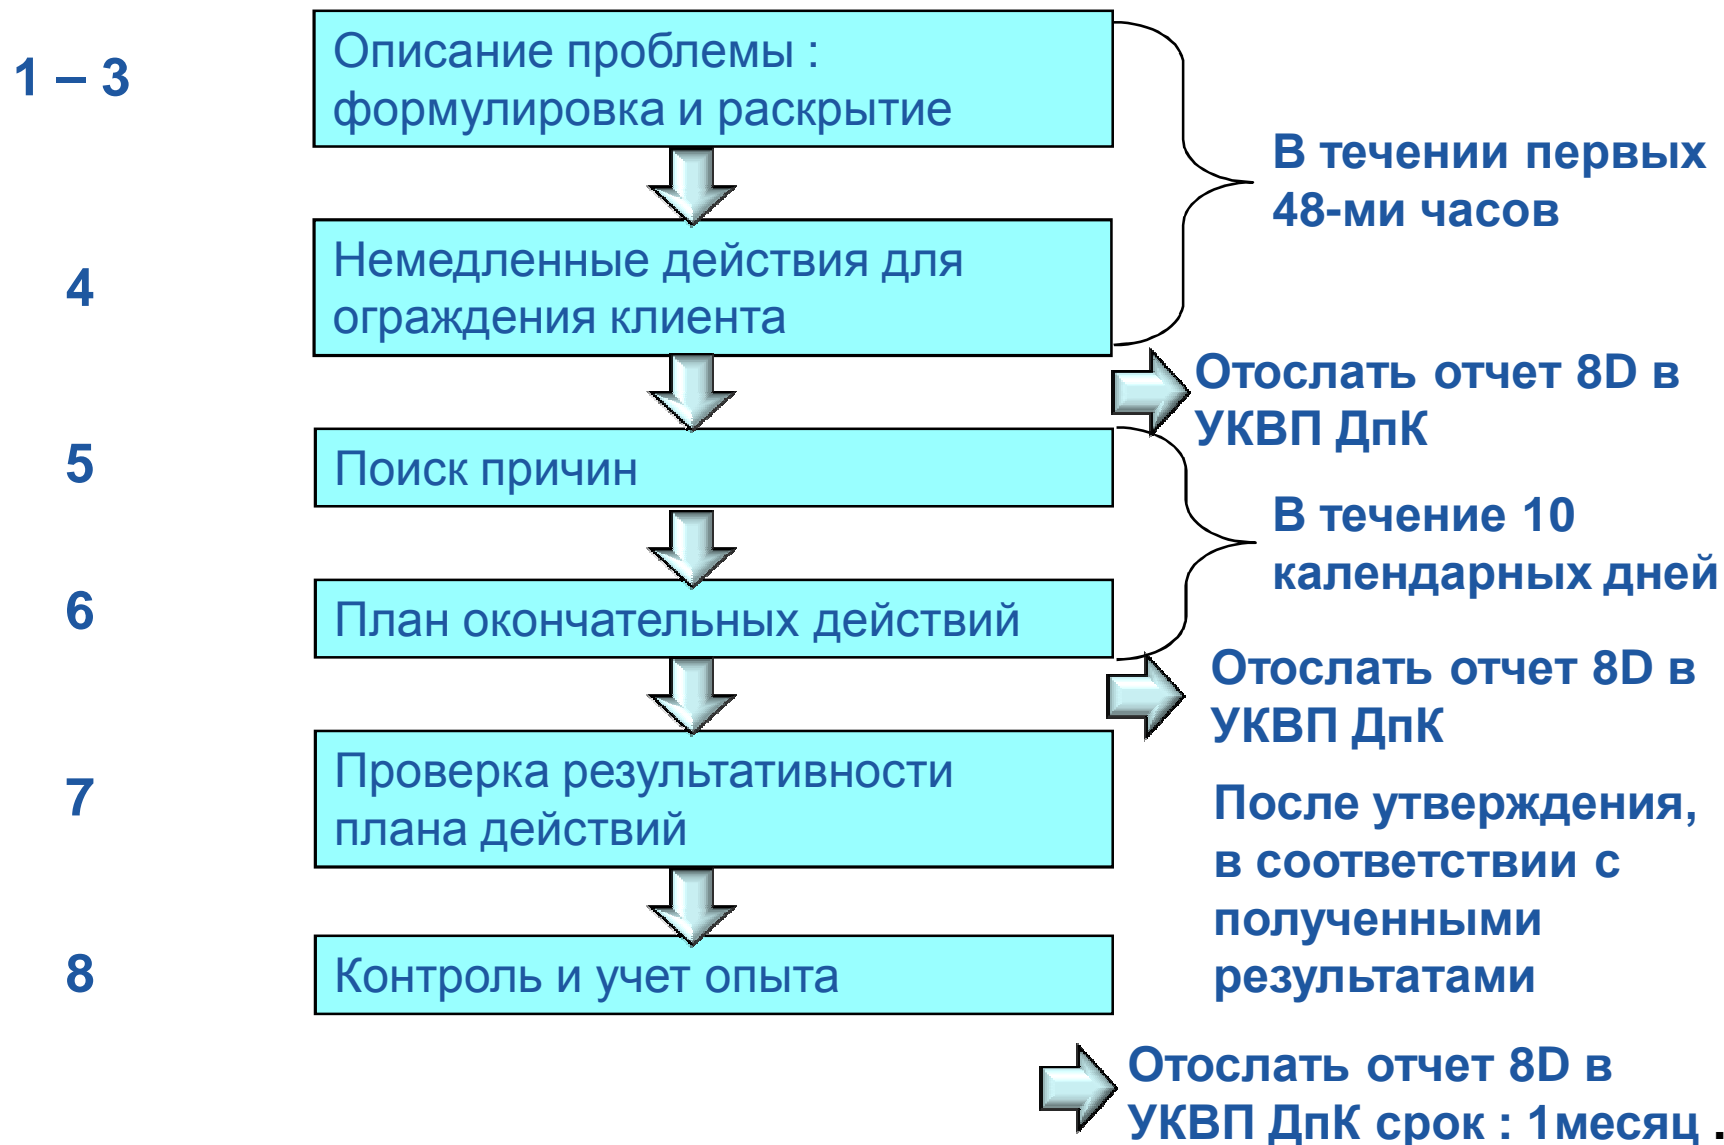 1 – 3
Описание проблемы :
формулировка и раскрытие
В течении первых
48-ми часов
4
Немедленные действия для
ограждения клиента
Отослать отчет 8D в
УКВП ДпК
5
Поиск причин
В течение 10
календарных дней
6
План окончательных действий
Отослать отчет 8D в
УКВП ДпК
7
Проверка результативности
плана действий
После утверждения,
в соответствии с
полученными
результатами
8
Контроль и учет опыта
Отослать отчет 8D в
УКВП ДпК срок : 1месяц .